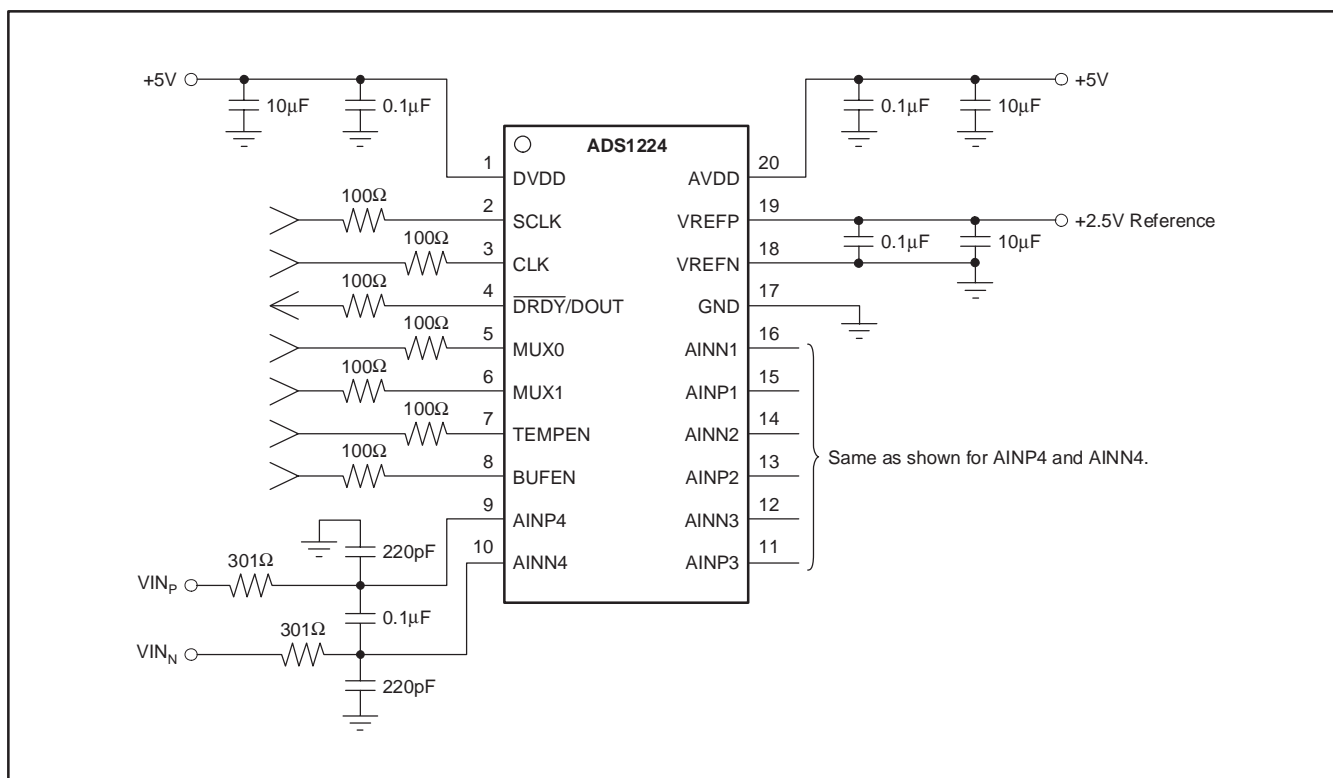 +5V
10μF
0.1μF
0.1μF
10μF
+5V
ADS1224
1
DVDD
AVDD
20
100Ω
2
SCLK
VREFP
19
+2.5V Reference
0.1μF
10μF
100Ω
3
CLK
VREFN
18
100Ω
4
DRDY/DOUT
GND
17
100Ω
5
MUX0
AINN1
16
100Ω
6
MUX1
AINP1
15
100Ω
7
TEMPEN
AINN2
14
100Ω
8
BUFEN
AINP2
13
Same as shown for AINP4 and AINN4.
9
AINP4
AINN3
12
220pF
10
AINN4
AINP3
11
301Ω
VINP
0.1μF
301Ω
VINN
220pF